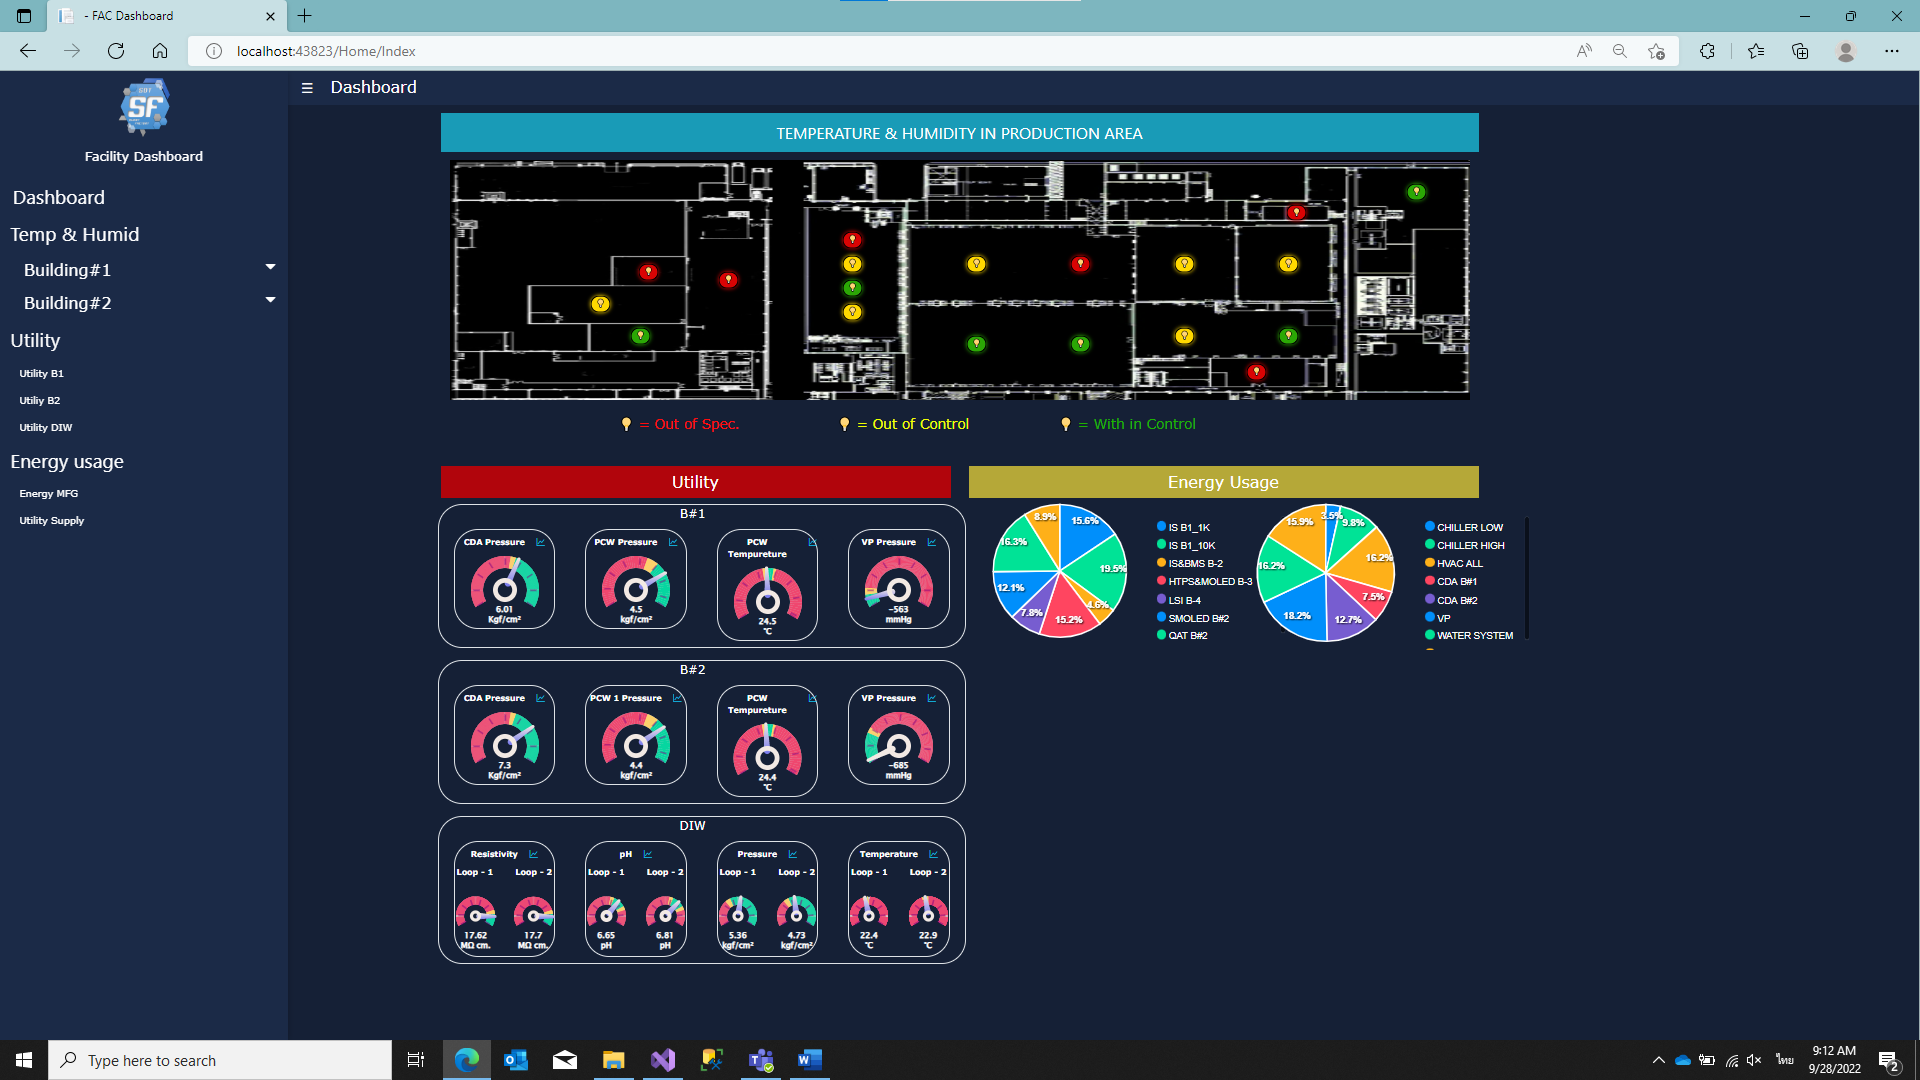 - FAC Dashboard
localhost:43823/Home/Index
SF
Facility Dashboard
Dashboard
Temp & Humid
Building#1
Building#2
Utility
Utility B1
Utiliy B2
Utility DIW
Energy usage
Energy MFG
Utility Supply
☰ Dashboard
TEMPERATURE & HUMIDITY IN PRODUCTION AREA
= Out of Spec.
= Out of Control
= With in Control
Utility
B#1
CDA Pressure
6.01
Kgf/cm²
PCW Pressure
4.5
kgf/cm²
PCW
Tempureture
24.5
℃
VP Pressure
-563
mmHg
B#2
CDA Pressure
7.3
Kgf/cm²
PCW 1 Pressure
4.4
kgf/cm²
PCW
Tempureture
24.4
℃
VP Pressure
-685
mmHg
DIW
Resistivity
Loop - 1 Loop - 2
17.62 17.7
MΩ cm. MΩ cm.
pH
Loop - 1 Loop - 2
6.65 6.81
pH pH
Pressure
Loop - 1 Loop - 2
5.36 4.73
kgf/cm² kgf/cm²
Temperature
Loop - 1 Loop - 2
22.4 22.9
℃ ℃
Energy Usage
15.6%
19.5%
4.6%
15.2%
7.8%
12.1%
16.3%
8.9%
IS B1_1K
IS B1_10K
IS&BMS B-2
HTPS&MOLED B-3
LSI B-4
SMOLED B#2
QAT B#2
3.5%
9.8%
16.2%
7.5%
12.7%
18.2%
16.2%
15.9%
CHILLER LOW
CHILLER HIGH
HVAC ALL
CDA B#1
CDA B#2
VP
WATER SYSTEM
Type here to search
ไทย
9:12 AM
9/28/2022
2